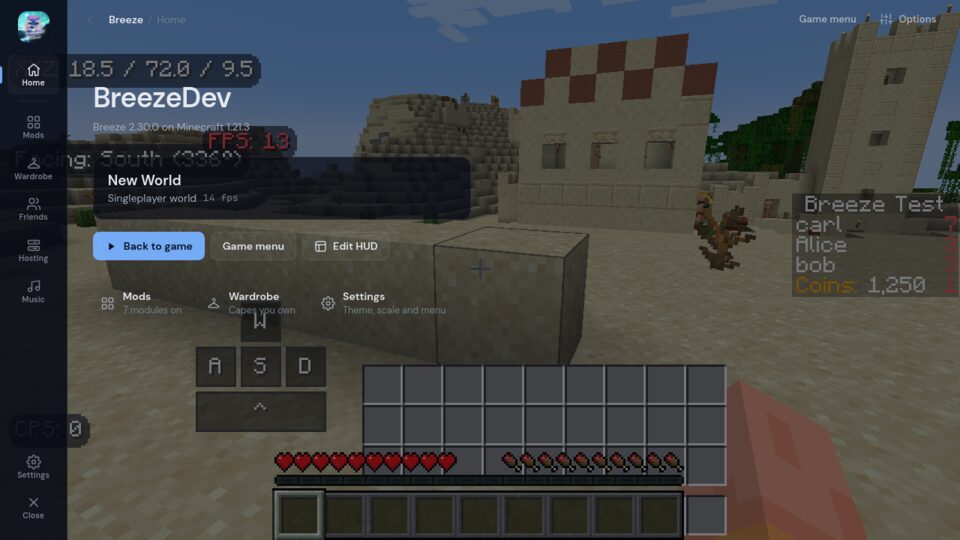 Breeze / Home
Game menu
Options
XYZ: 18.5 / 72.0 / 9.5
Home
BreezeDev
Breeze 2.30.0 on Minecraft 1.21.3
FPS: 13
Mods
Facing: South (336°)
Wardrobe
New World
Singleplayer world 14 fps
Friends
Breeze Test
carl
Alice
bob
Coins: 1,250
Hosting
Back to game
Game menu
Edit HUD
Music
Mods
7 modules on
Wardrobe
Capes you own
Settings
Theme, scale and menu
W
A S D
^
CPS: 0
Settings
Close